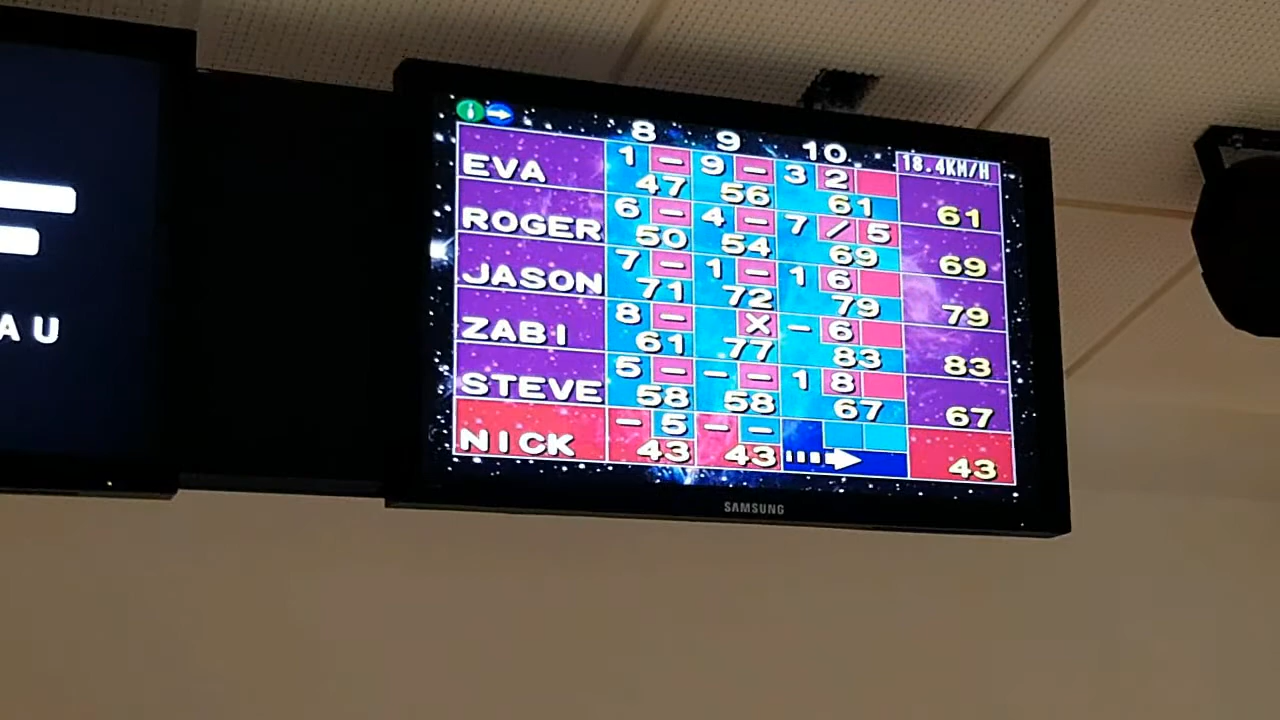 8 9 10
18.4KM/H
EVA 1 - 9 - 3 2
47 56 61 61
ROGER 6 - 4 - 7 / 5
50 54 69 69
JASON 7 - 1 - 1 6
71 72 79 79
ZABI 8 - X - 6
61 77 83 83
STEVE 5 - - - 1 8
58 58 67 67
NICK - 5 - -
43 43 43
AU
SAMSUNG